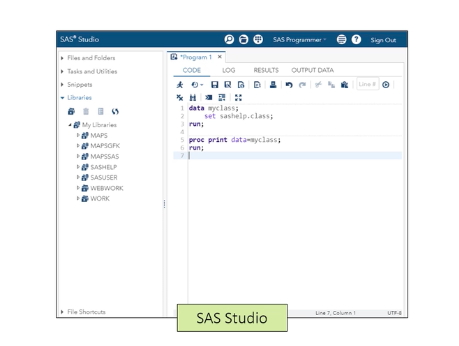 SAS® Studio
SAS Programmer
Sign Out
Files and Folders
Tasks and Utilities
Snippets
Libraries
My Libraries
MAPS
MAPSGFK
MAPSSAS
SASHELP
SASUSER
WEBWORK
WORK
File Shortcuts
*Program 1 ×
CODE LOG RESULTS OUTPUT DATA
Line #
1 data myclass;
2 set sashelp.class;
3 run;
4
5 proc print data=myclass;
6 run;
7
Line 7, Column 1 UTF-8
SAS Studio